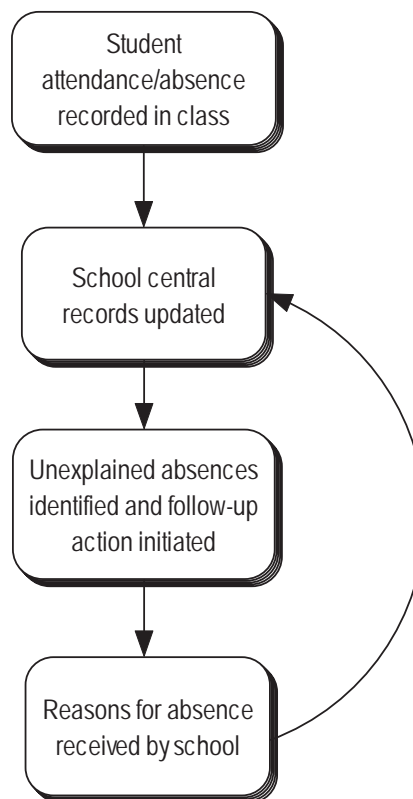 Student
attendance/absence
recorded in class
School central
records updated
Unexplained absences
identified and follow-up
action initiated
Reasons for absence
received by school